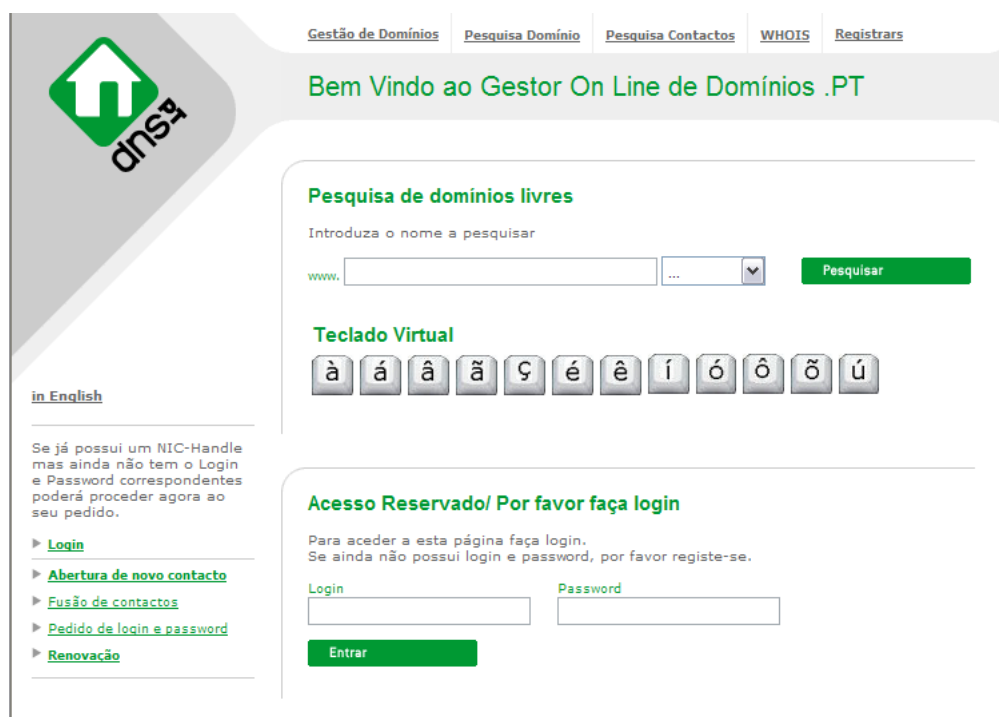 Gestão de Domínios Pesquisa Domínio Pesquisa Contactos WHOIS Registrars
Bem Vindo ao Gestor On Line de Domínios .PT
dns.pt
Pesquisa de domínios livres
Introduza o nome a pesquisar
www. ... Pesquisar
Teclado Virtual
à á â ã ç é ê í ó ô õ ú
in English
Se já possui um NIC-Handle
mas ainda não tem o Login
e Password correspondentes
poderá proceder agora ao
seu pedido.
Login
Abertura de novo contacto
Fusão de contactos
Pedido de login e password
Renovação
Acesso Reservado/ Por favor faça login
Para aceder a esta página faça login.
Se ainda não possui login e password, por favor registe-se.
Login Password
Entrar